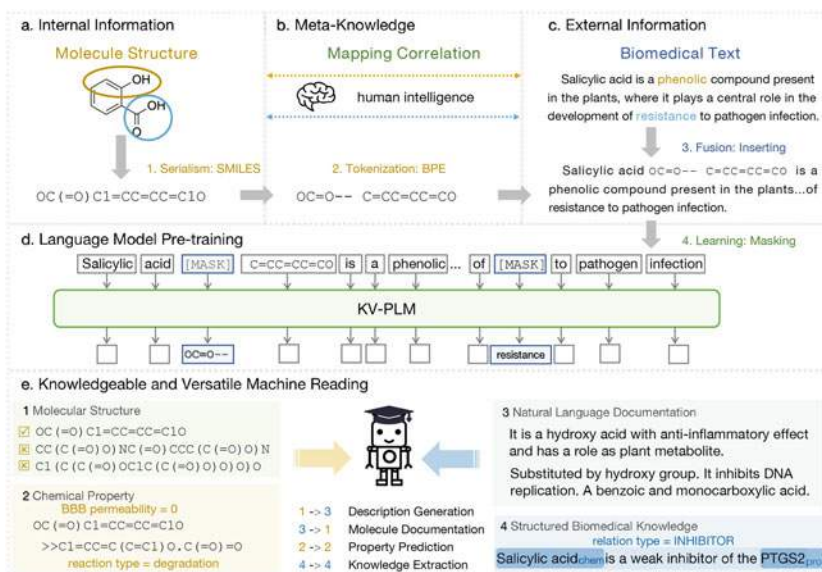 a. Internal Information
Molecule Structure
OH
OH
O
1. Serialism: SMILES
OC(=O)C1=CC=CC=C1O
b. Meta-Knowledge
Mapping Correlation
human intelligence
2. Tokenization: BPE
OC=O-- C=CC=CC=CO
c. External Information
Biomedical Text
Salicylic acid is a phenolic compound present
in the plants, where it plays a central role in the
development of resistance to pathogen infection.
3. Fusion: Inserting
Salicylic acid OC=O-- C=CC=CC=CO is a
phenolic compound present in the plants...of
resistance to pathogen infection.
4. Learning: Masking
d. Language Model Pre-training
Salicylic acid [MASK] C=CC=CC=CO is a phenolic ... of [MASK] to pathogen infection
KV-PLM
OC=O-- resistance
e. Knowledgeable and Versatile Machine Reading
1 Molecular Structure
OC(=O)C1=CC=CC=C1O
CC(C(=O)O)NC(=O)CCC(C(=O)O)N
C1(C(C(=O)OC1C(C(=O)O)O)O)O
2 Chemical Property
BBB permeability = 0
OC(=O)C1=CC=CC=C1O
>>C1=CC=C(C=C1)O.C(=O)=O
reaction type = degradation
1 -> 3 Description Generation
3 -> 1 Molecule Documentation
2 -> 2 Property Prediction
4 -> 4 Knowledge Extraction
3 Natural Language Documentation
It is a hydroxy acid with anti-inflammatory effect
and has a role as plant metabolite.
Substituted by hydroxy group. It inhibits DNA
replication. A benzoic and monocarboxylic acid.
4 Structured Biomedical Knowledge
relation type = INHIBITOR
Salicylic acid chem is a weak inhibitor of the PTGS2 pro